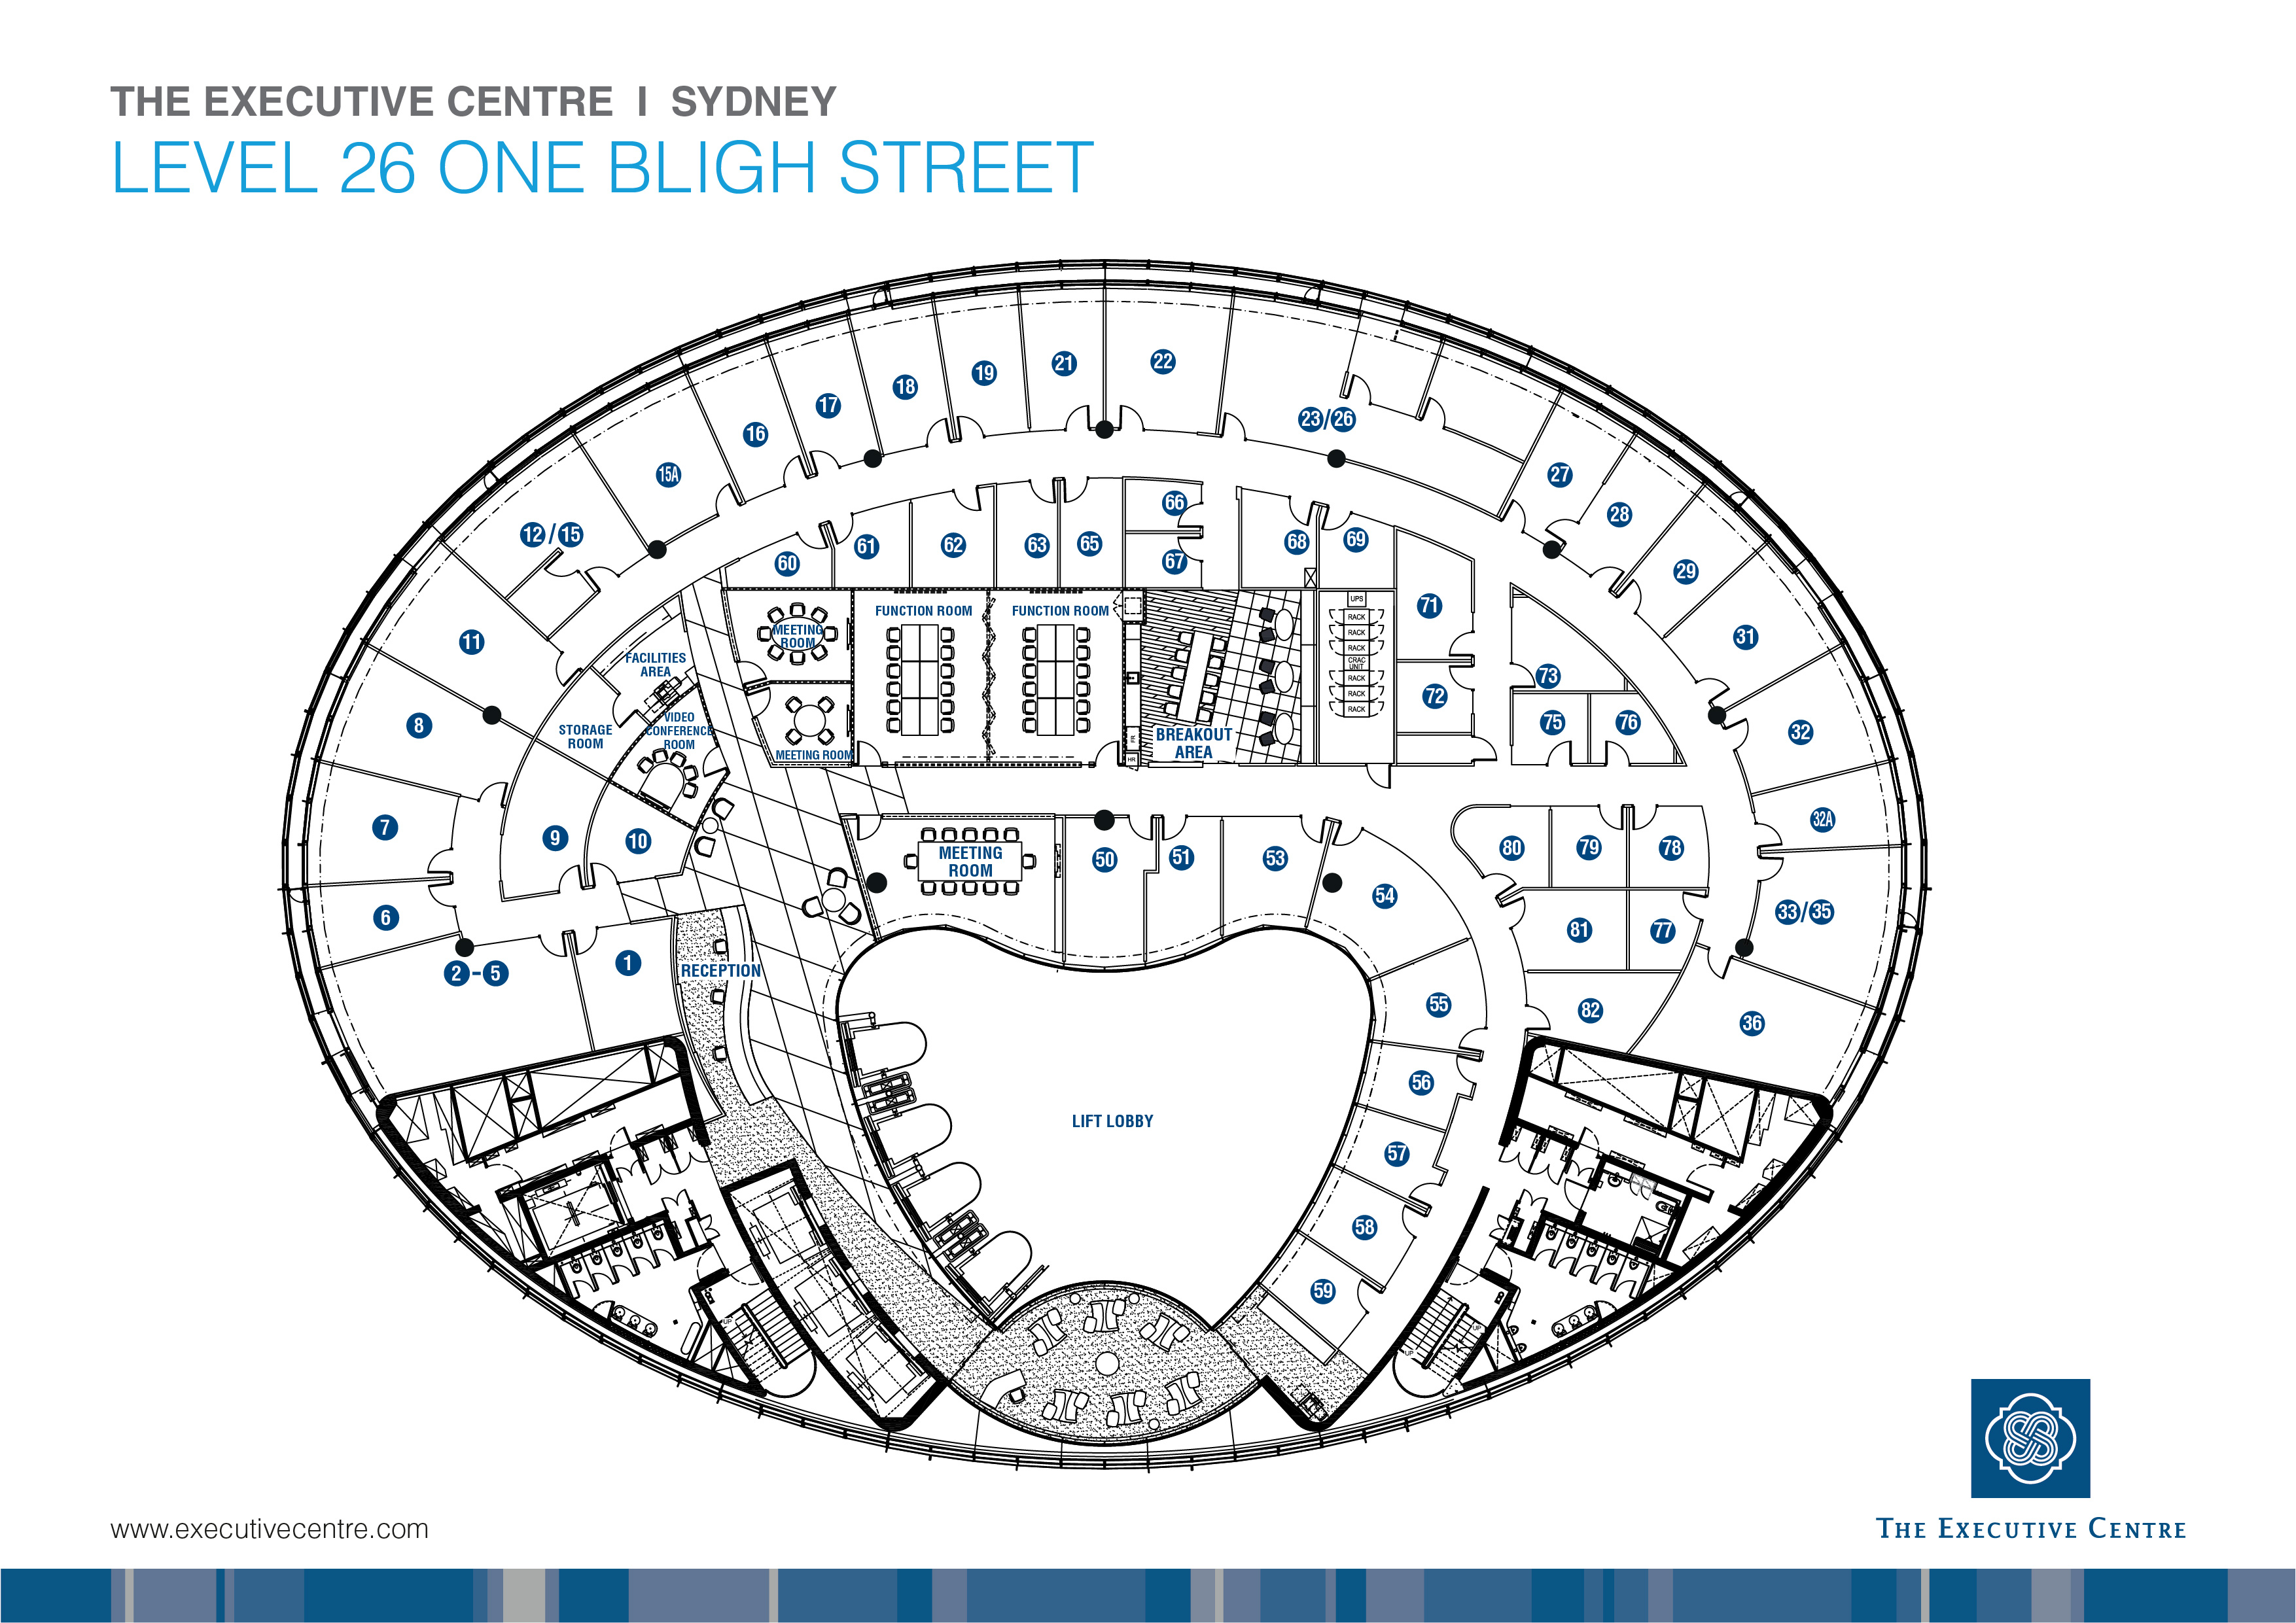 THE EXECUTIVE CENTRE | SYDNEY
LEVEL 26 ONE BLIGH STREET
21
22
19
18
17
16
23/26
15A
27
28
12/15
66
61
62
63
65
68
69
67
60
29
71
31
11
FUNCTION ROOM
FUNCTION ROOM
UPS
RACK
RACK
RACK
CRAC
UNIT
RACK
RACK
RACK
MEETING
ROOM
FACILITIES
AREA
73
72
8
STORAGE
ROOM
VIDEO
CONFERENCE
ROOM
75
76
32
BREAKOUT
AREA
FR
HR
MEETING ROOM
7
9
10
MEETING
ROOM
50
51
53
80
79
78
32A
54
6
33/35
81
77
2-5
1
RECEPTION
55
82
36
56
LIFT LOBBY
57
58
59
UP
UP
UP
www.executivecentre.com
THE EXECUTIVE CENTRE